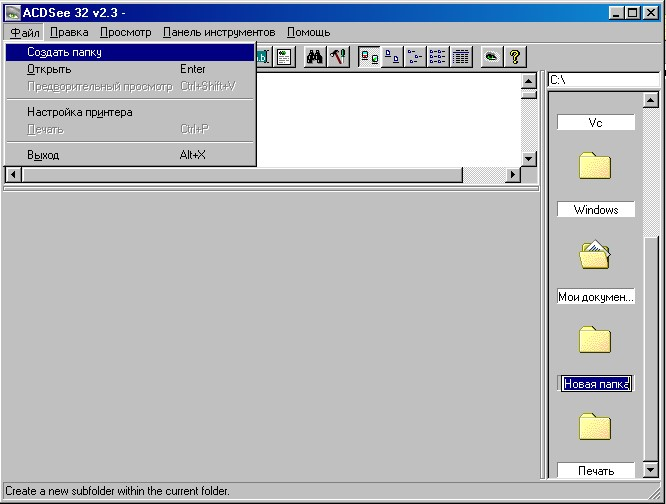 ACDSee 32 v2.3 -
Файл Правка Просмотр Панель инструментов Помощь
Создать папку
Открыть Enter
Предворительный просмотр Ctrl+Shift+V
Настройка принтера
Печать Ctrl+P
Выход Alt+X
C:\
Vc
Windows
Мои докумен...
Новая папка
Печать
Create a new subfolder within the current folder.